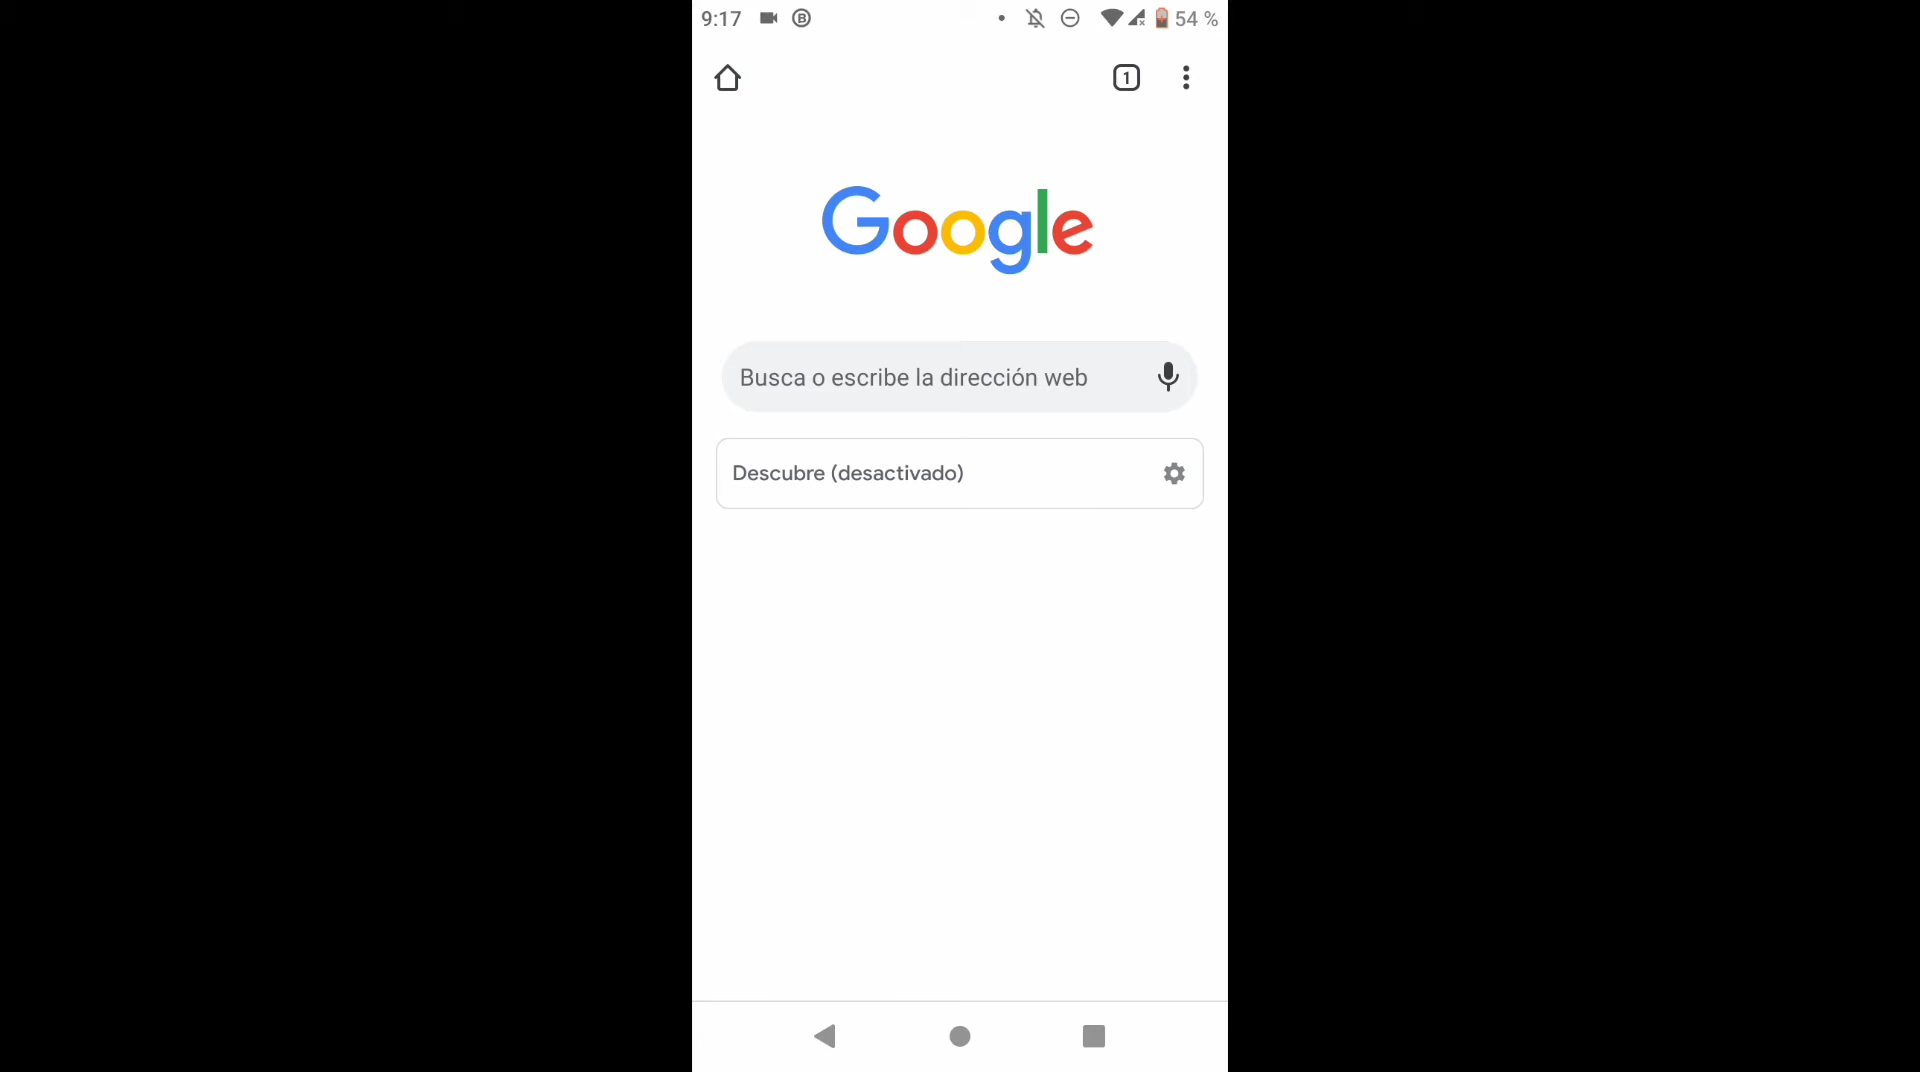 9:17 B 54 %
1
Google
Busca o escribe la dirección web
Descubre (desactivado)